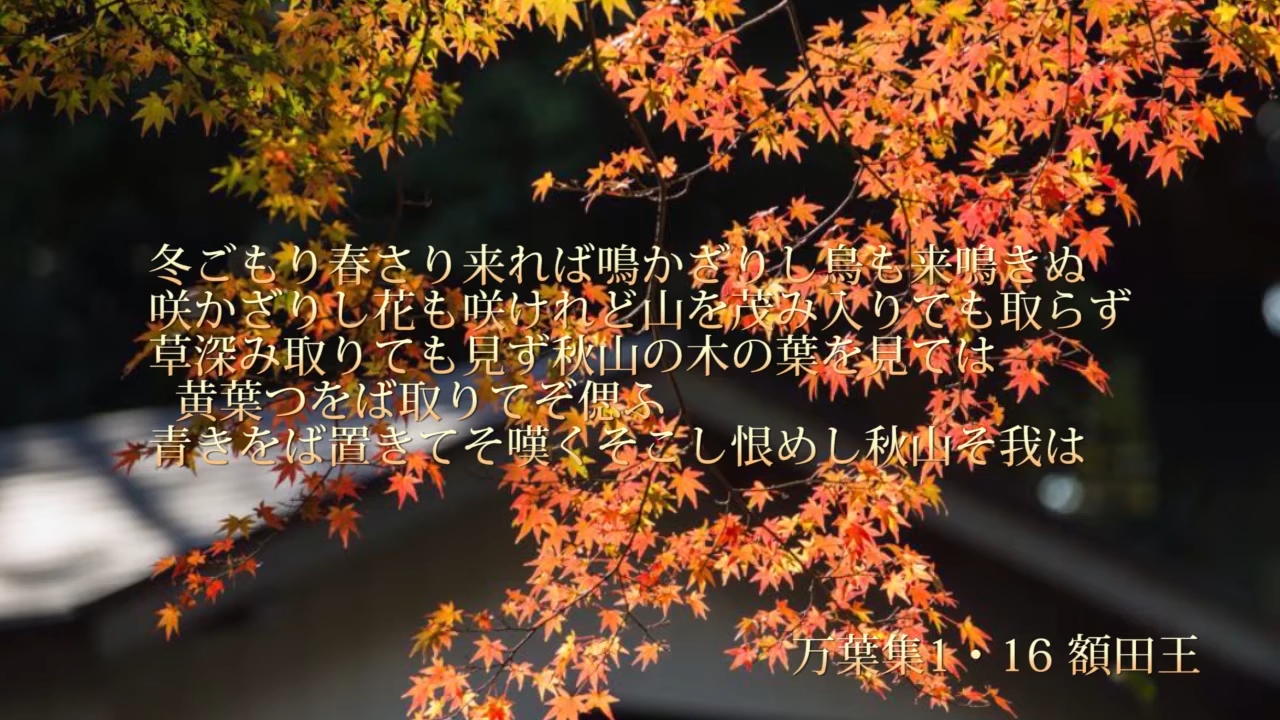 冬ごもり春さり来れば鳴かざりし鳥も来鳴きぬ
咲かざりし花も咲けれど山を茂み入りても取らず
草深み取りても見ず秋山の木の葉を見ては
黄葉つをば取りてぞ偲ふ
青きをば置きてそ嘆くそこし恨めし秋山そ我は
万葉集1・16 額田王